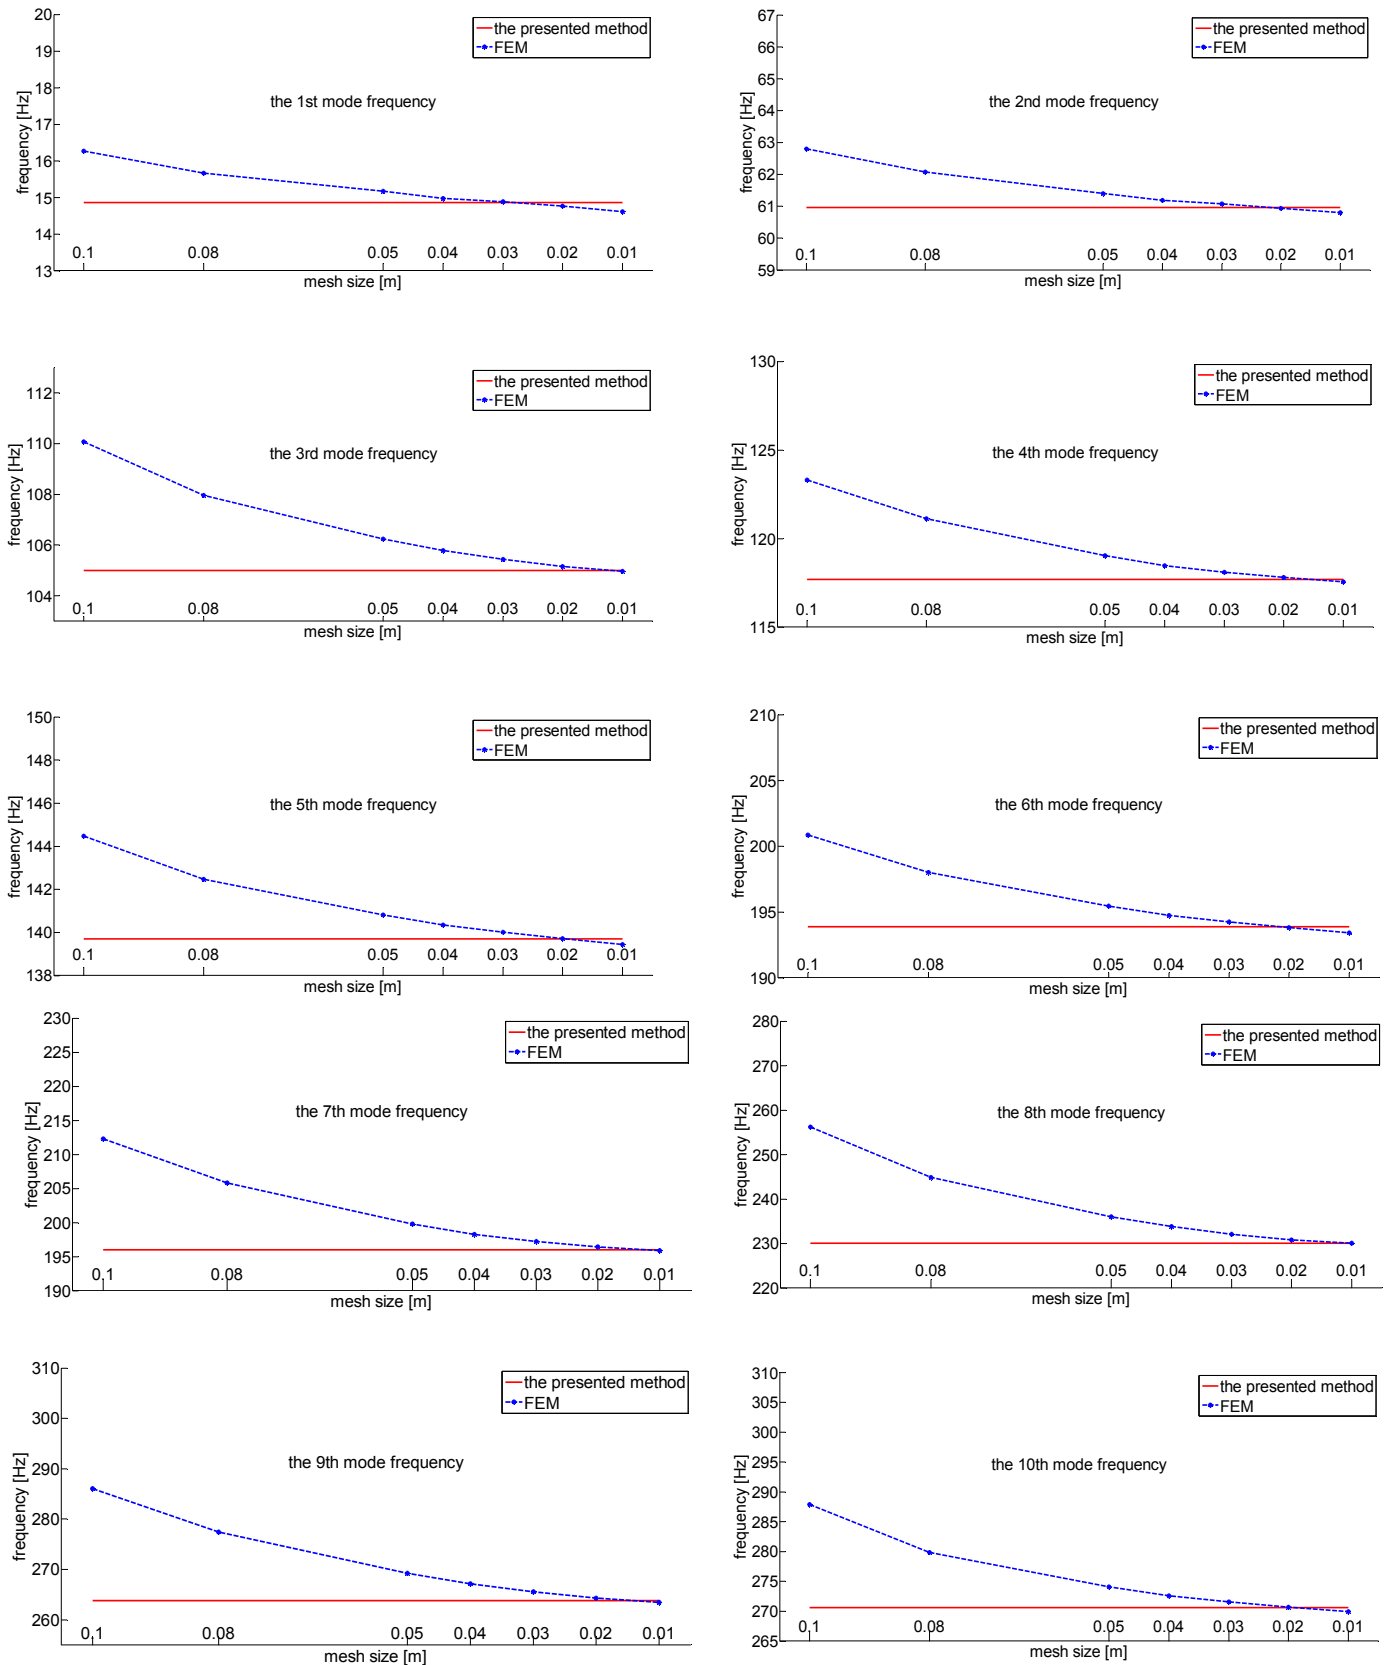 20
19
18
17
16
15
14
13
frequency [Hz]
the presented method
FEM
the 1st mode frequency
0.1 0.08 0.05 0.04 0.03 0.02 0.01
mesh size [m]
67
66
65
64
63
62
61
60
59
frequency [Hz]
the presented method
FEM
the 2nd mode frequency
0.1 0.08 0.05 0.04 0.03 0.02 0.01
mesh size [m]
112
110
108
106
104
frequency [Hz]
the presented method
FEM
the 3rd mode frequency
0.1 0.08 0.05 0.04 0.03 0.02 0.01
mesh size [m]
130
125
120
115
frequency [Hz]
the presented method
FEM
the 4th mode frequency
0.1 0.08 0.05 0.04 0.03 0.02 0.01
mesh size [m]
150
148
146
144
142
140
138
frequency [Hz]
the presented method
FEM
the 5th mode frequency
0.1 0.08 0.05 0.04 0.03 0.02 0.01
mesh size [m]
210
205
200
195
190
frequency [Hz]
the presented method
FEM
the 6th mode frequency
0.1 0.08 0.05 0.04 0.03 0.02 0.01
mesh size [m]
230
225
220
215
210
205
200
195
190
frequency [Hz]
the presented method
FEM
the 7th mode frequency
0.1 0.08 0.05 0.04 0.03 0.02 0.01
mesh size [m]
280
270
260
250
240
230
220
frequency [Hz]
the presented method
FEM
the 8th mode frequency
0.1 0.08 0.05 0.04 0.03 0.02 0.01
mesh size [m]
310
300
290
280
270
260
frequency [Hz]
the presented method
FEM
the 9th mode frequency
0.1 0.08 0.05 0.04 0.03 0.02 0.01
mesh size [m]
310
305
300
295
290
285
280
275
270
265
frequency [Hz]
the presented method
FEM
the 10th mode frequency
0.1 0.08 0.05 0.04 0.03 0.02 0.01
mesh size [m]